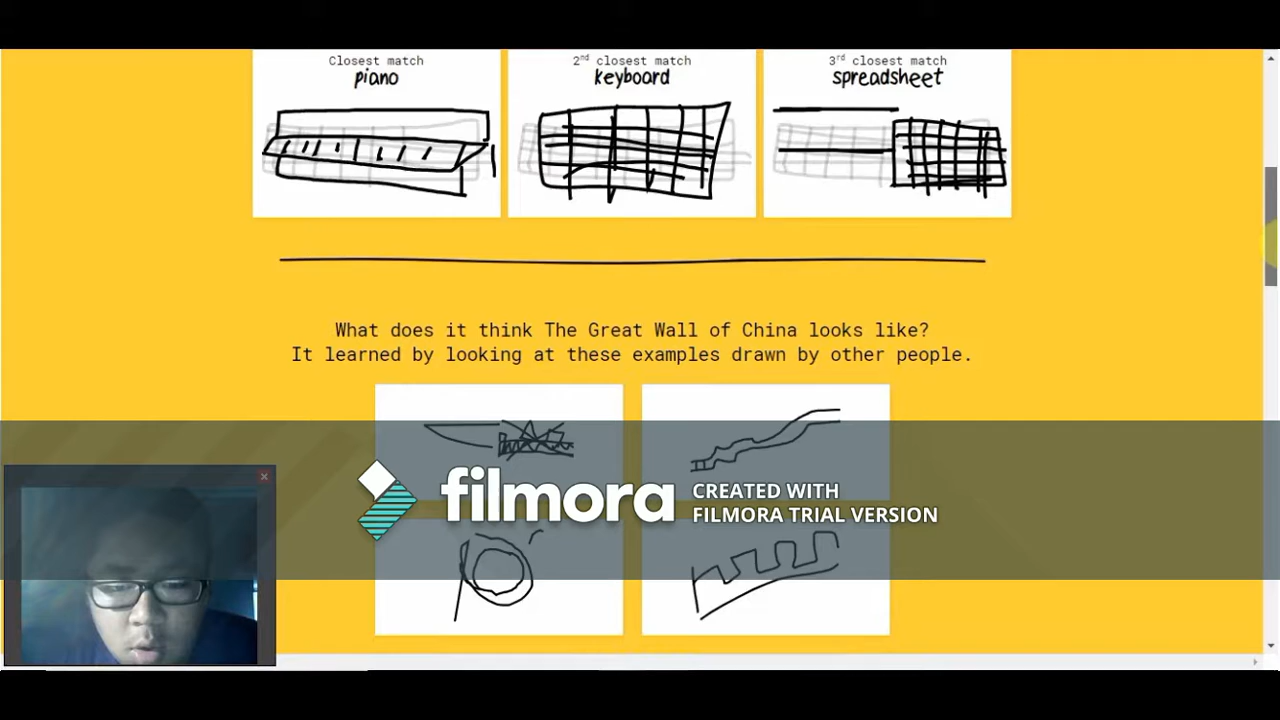 Closest match
piano
2nd closest match
keyboard
3rd closest match
spreadsheet
What does it think The Great Wall of China looks like?
It learned by looking at these examples drawn by other people.
filmora
CREATED WITH
FILMORA TRIAL VERSION